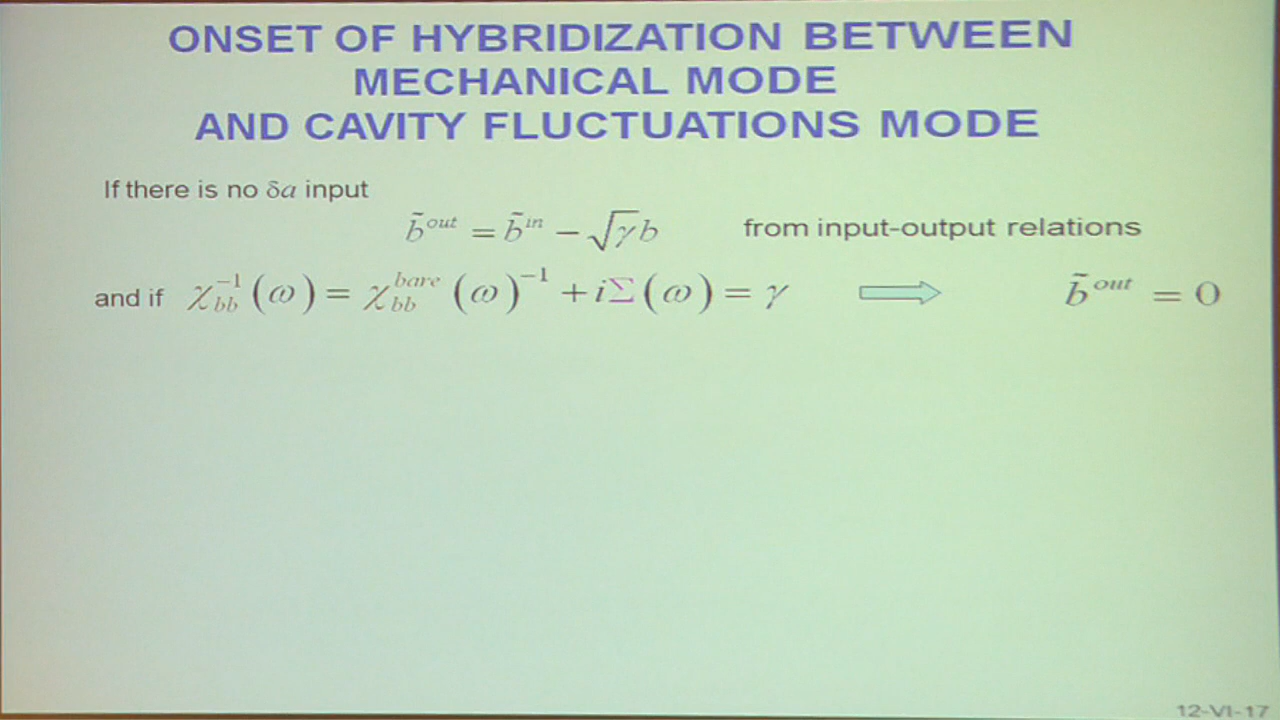 ONSET OF HYBRIDIZATION BETWEEN
MECHANICAL MODE
AND CAVITY FLUCTUATIONS MODE
If there is no δa input
b̃^out = b̃^in − √γ b from input-output relations
and if χ_bb^−1 (ω) = χ_bb^bare (ω)^−1 + iΣ(ω) = γ ⇒ b̃^out = 0
12-VI-17